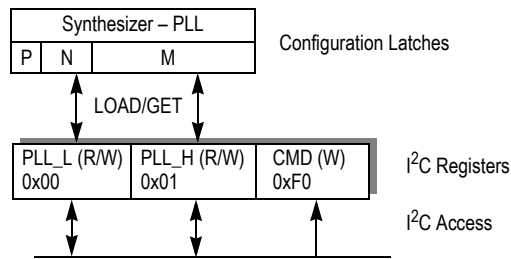 Synthesizer – PLL
Configuration Latches
P N M
LOAD/GET
PLL_L (R/W) PLL_H (R/W) CMD (W)
0x00 0x01 0xF0
I²C Registers
I²C Access